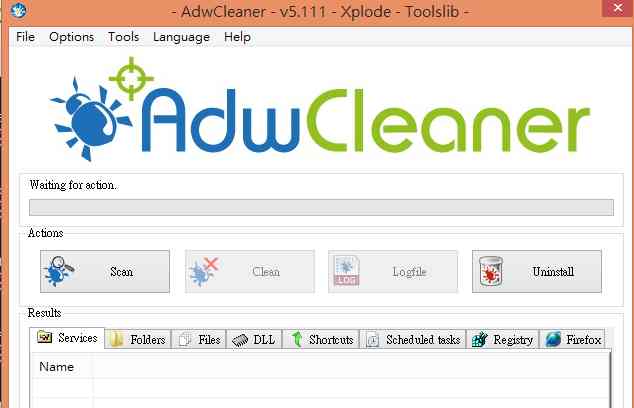 - AdwCleaner - v5.111 - Xplode - Toolslib -
File Options Tools Language Help
AdwCleaner
Waiting for action.
Actions
Scan Clean Logfile Uninstall
LOG
Results
Services Folders Files DLL Shortcuts Scheduled tasks Registry Firefox
Name